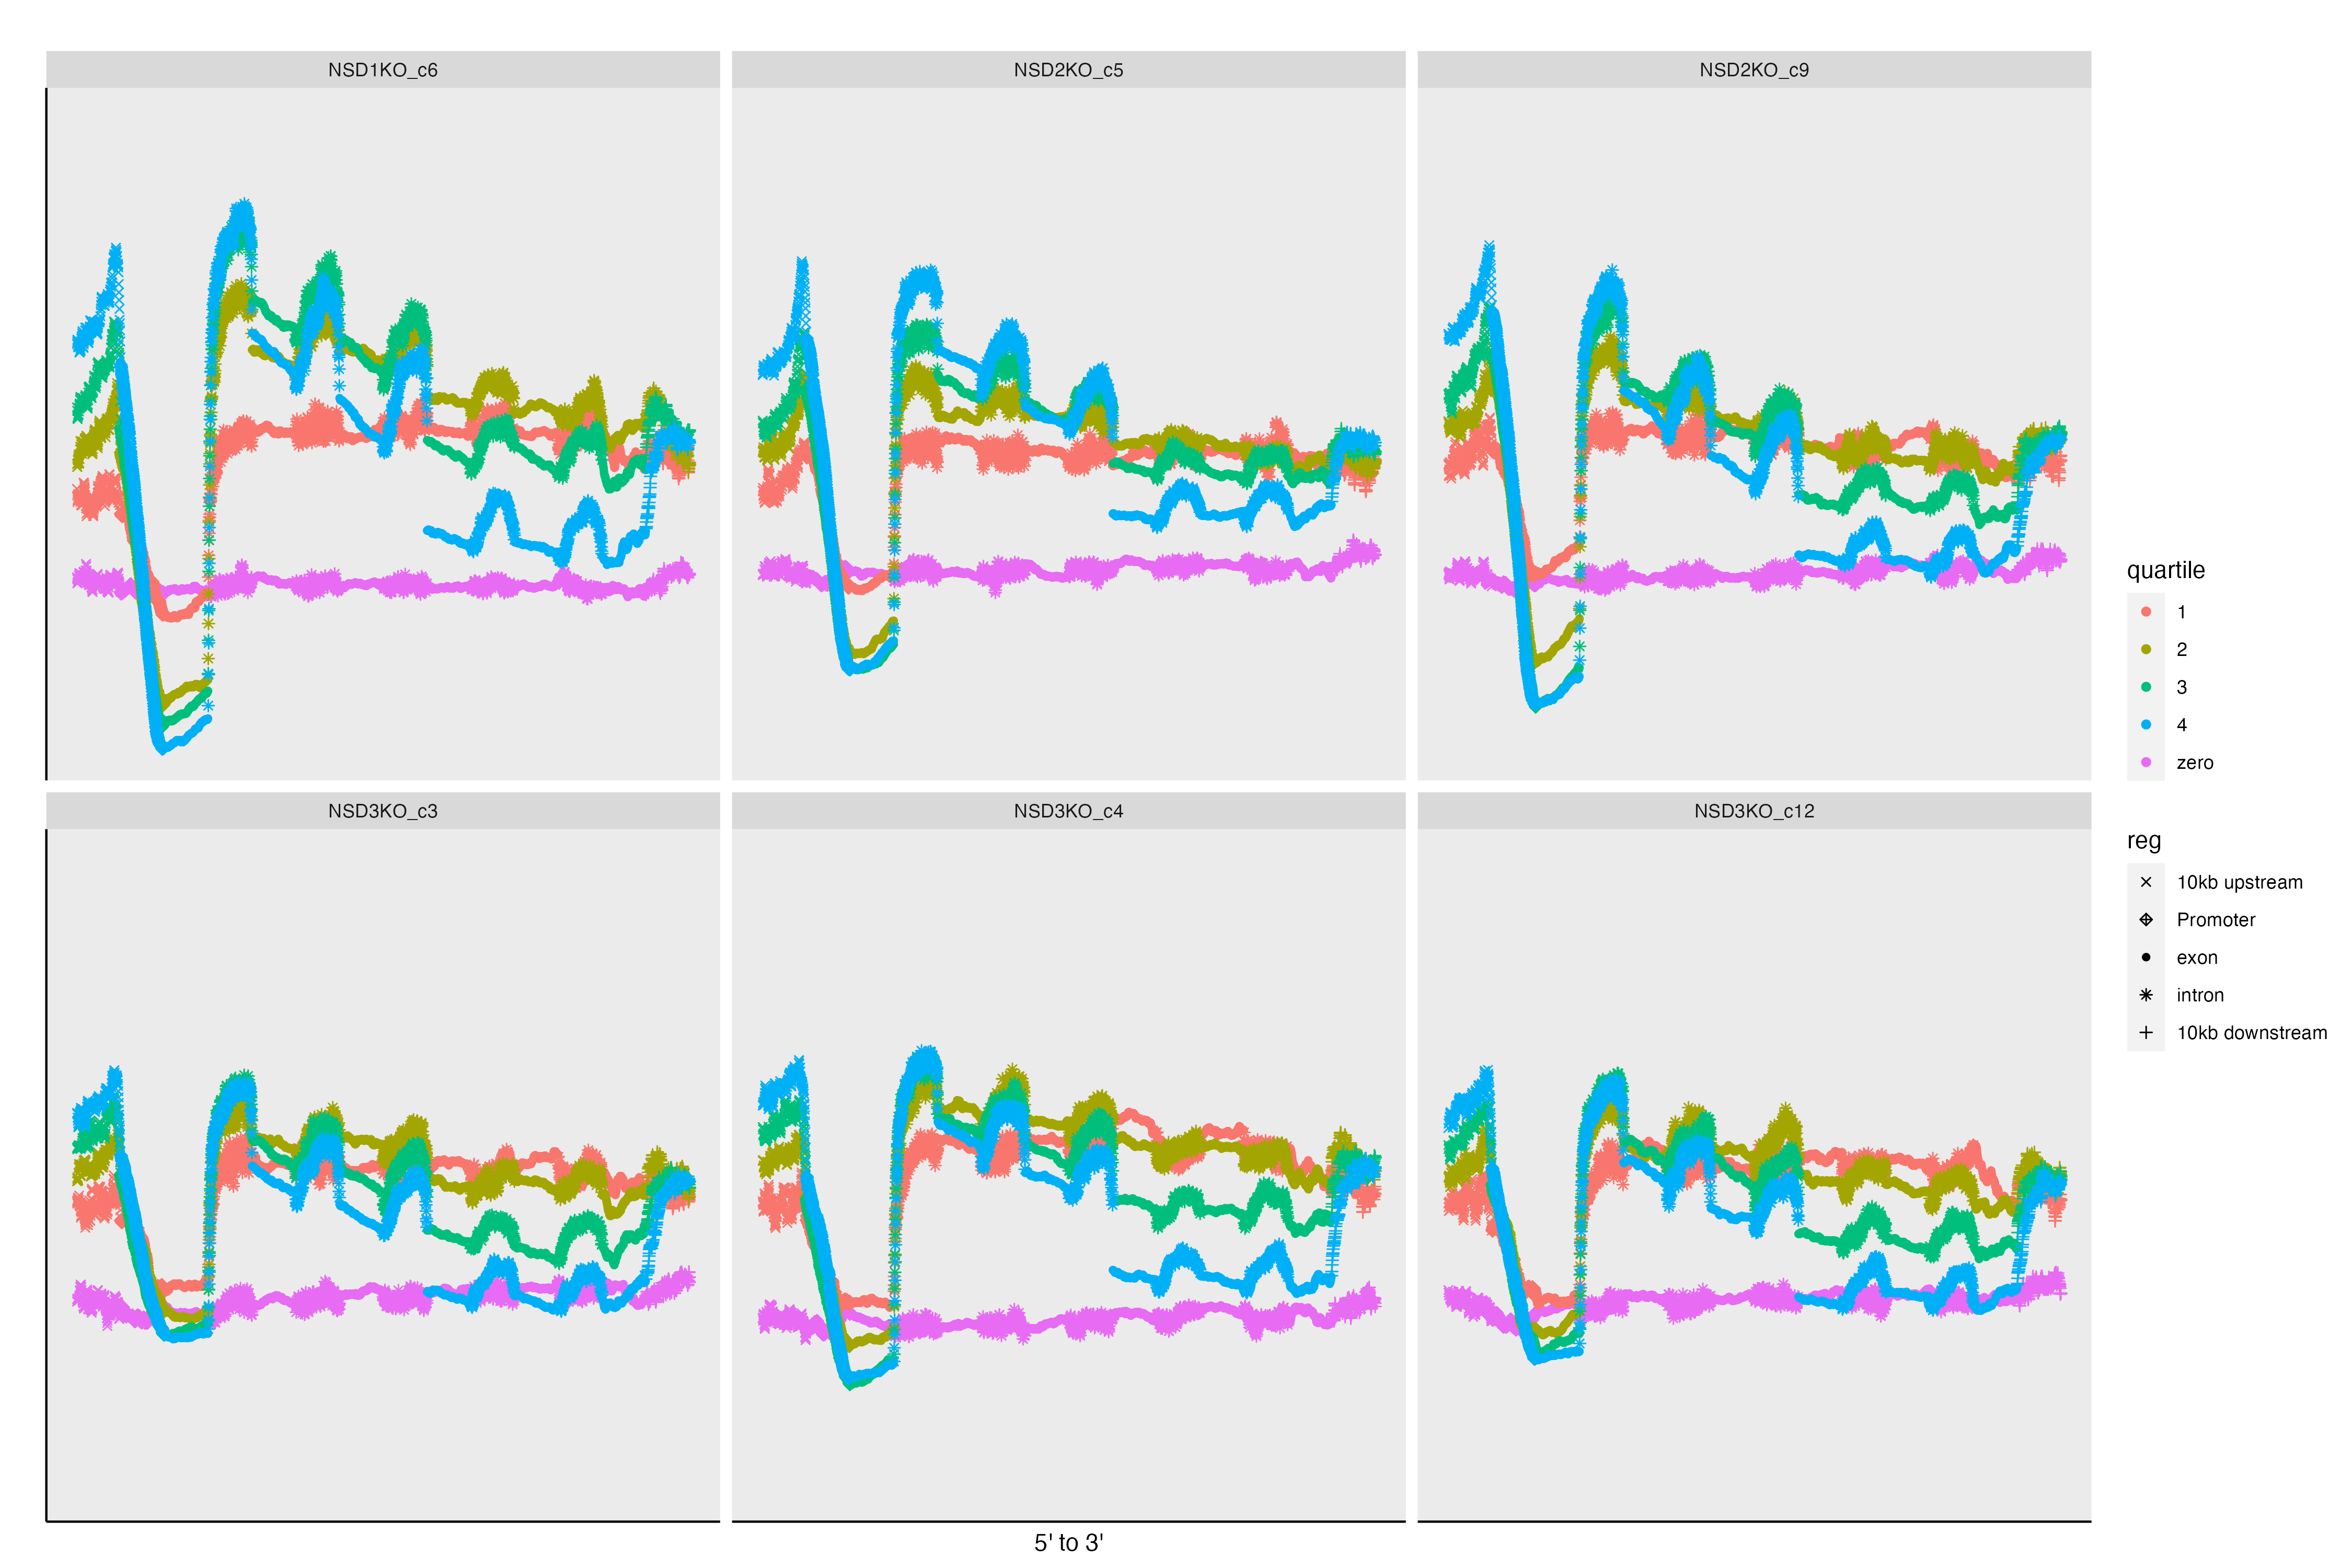 NSD1KO_c6
NSD2KO_c5
NSD2KO_c9
NSD3KO_c3
NSD3KO_c4
NSD3KO_c12
5' to 3'
quartile
1
2
3
4
zero
reg
10kb upstream
Promoter
exon
intron
10kb downstream